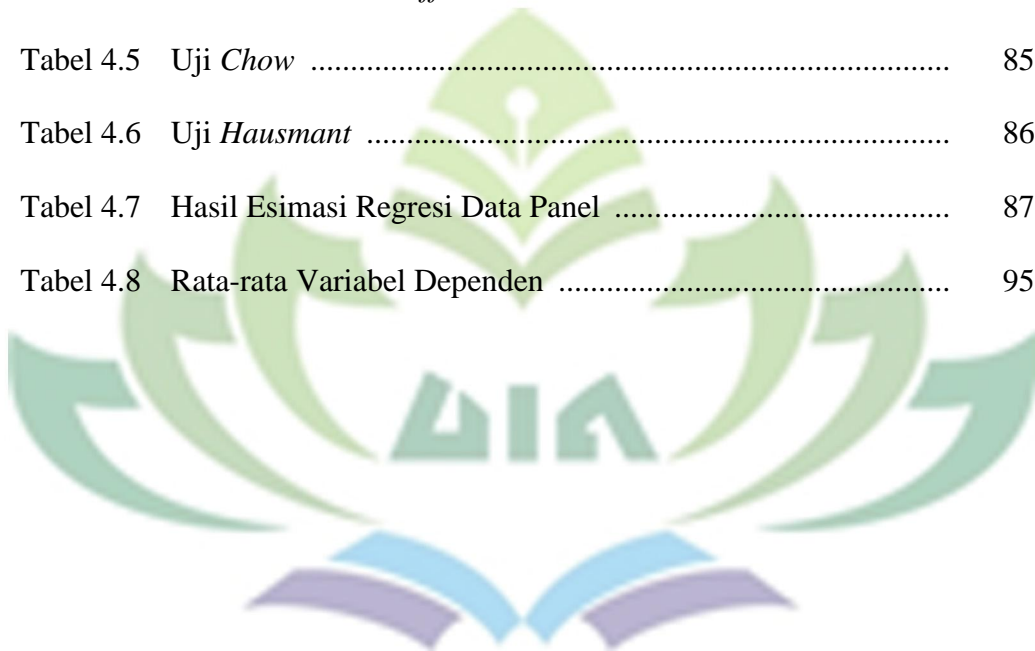 Tabel 4.5 Uji Chow ........................................................................ 85
Tabel 4.6 Uji Hausmant ................................................................. 86
Tabel 4.7 Hasil Esimasi Regresi Data Panel .................................... 87
Tabel 4.8 Rata-rata Variabel Dependen .......................................... 95
UIN